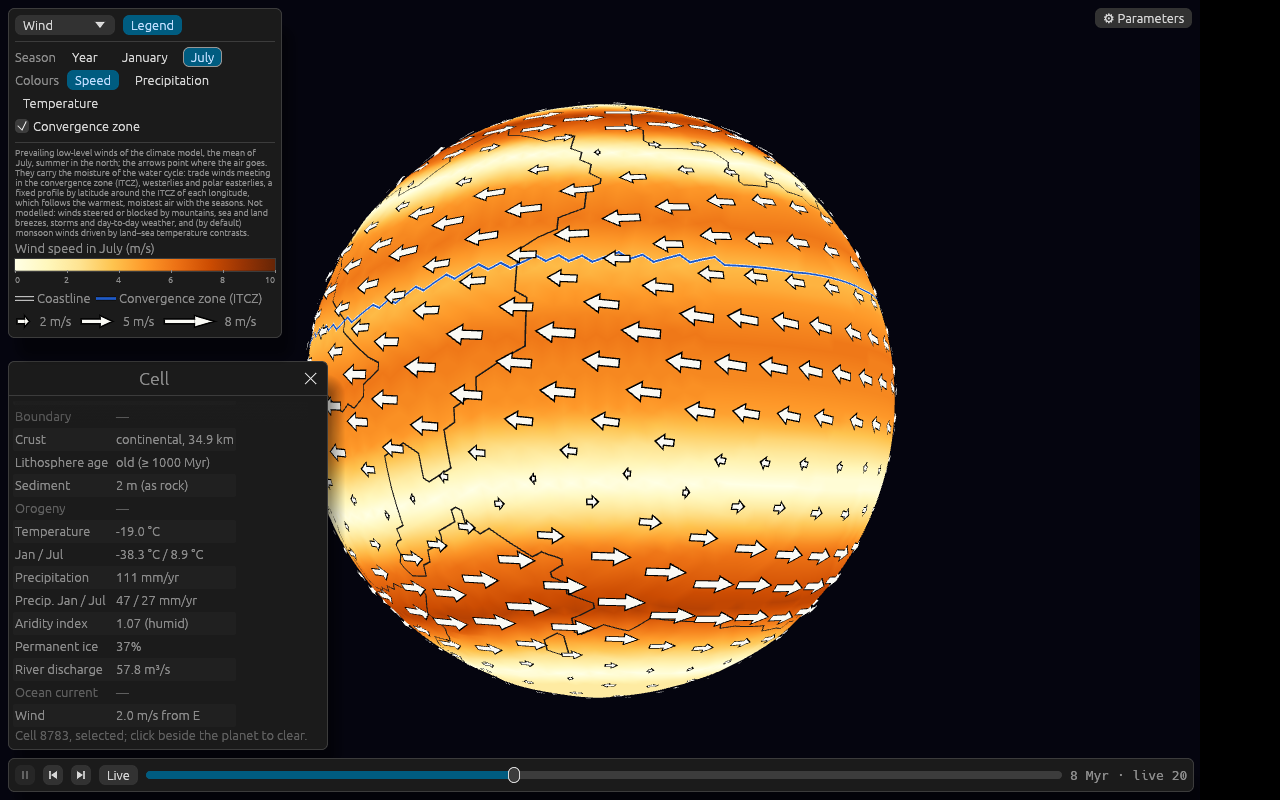 Wind
Legend
⚙ Parameters
Season Year January July
Colours Speed Precipitation
Temperature
Convergence zone
Prevailing low-level winds of the climate model, the mean of
July, summer in the north; the arrows point where the air goes.
They carry the moisture of the water cycle: trade winds meeting
in the convergence zone (ITCZ), westerlies and polar easterlies, a
fixed profile by latitude around the ITCZ of each longitude,
which follows the warmest, moistest air with the seasons. Not
modelled: winds steered or blocked by mountains, sea and land
breezes, storms and day-to-day weather, and (by default)
monsoon winds driven by land–sea temperature contrasts.
Wind speed in July (m/s)
0 2 4 6 8 10
Coastline Convergence zone (ITCZ)
2 m/s 5 m/s 8 m/s
Cell
Boundary —
Crust continental, 34.9 km
Lithosphere age old (≥ 1000 Myr)
Sediment 2 m (as rock)
Orogeny —
Temperature -19.0 °C
Jan / Jul -38.3 °C / 8.9 °C
Precipitation 111 mm/yr
Precip. Jan / Jul 47 / 27 mm/yr
Aridity index 1.07 (humid)
Permanent ice 37%
River discharge 57.8 m³/s
Ocean current —
Wind 2.0 m/s from E
Cell 8783, selected; click beside the planet to clear.
Live
8 Myr · live 20